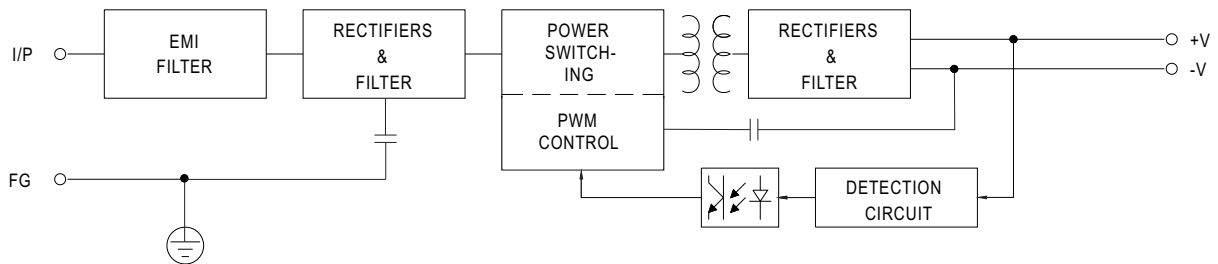 I/P
EMI
FILTER
RECTIFIERS
&
FILTER
POWER
SWITCH-
ING
PWM
CONTROL
RECTIFIERS
&
FILTER
+V
-V
FG
DETECTION
CIRCUIT